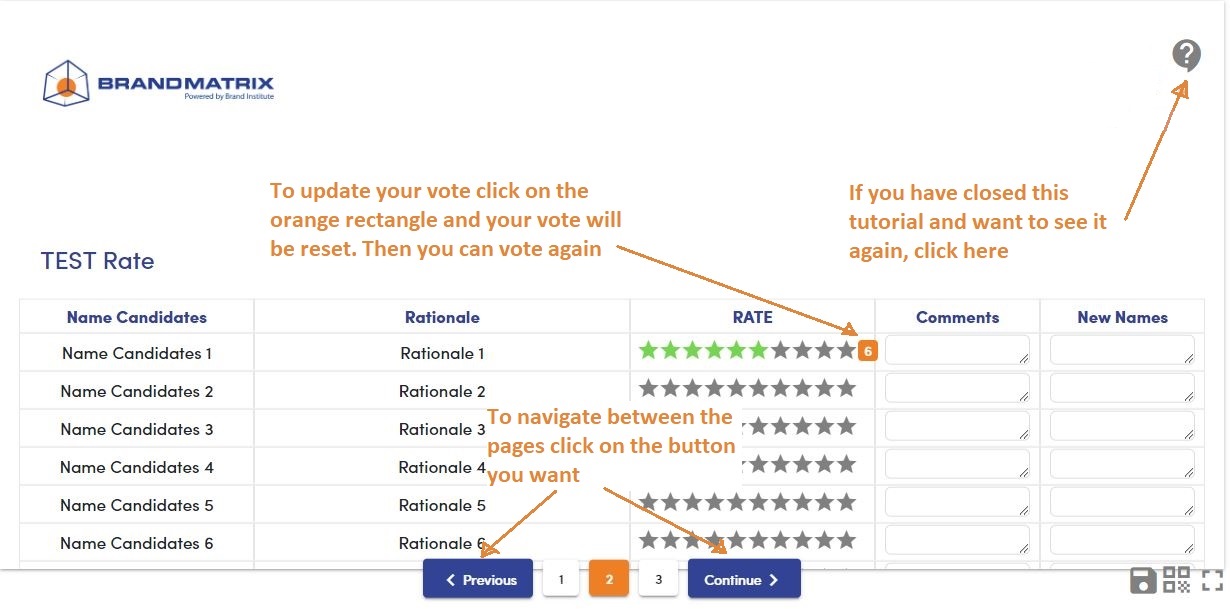 BRANDMATRIX
Powered by Brand Institute
?
To update your vote click on the
orange rectangle and your vote will
be reset. Then you can vote again
If you have closed this
tutorial and want to see it
again, click here
TEST Rate
Name Candidates Rationale RATE Comments New Names
Name Candidates 1 Rationale 1 6
Name Candidates 2 Rationale 2
Name Candidates 3 Rationale 3
Name Candidates 4 Rationale 4
To navigate between the
pages click on the button
you want
Name Candidates 5 Rationale 5
Name Candidates 6 Rationale 6
Previous 1 2 3 Continue